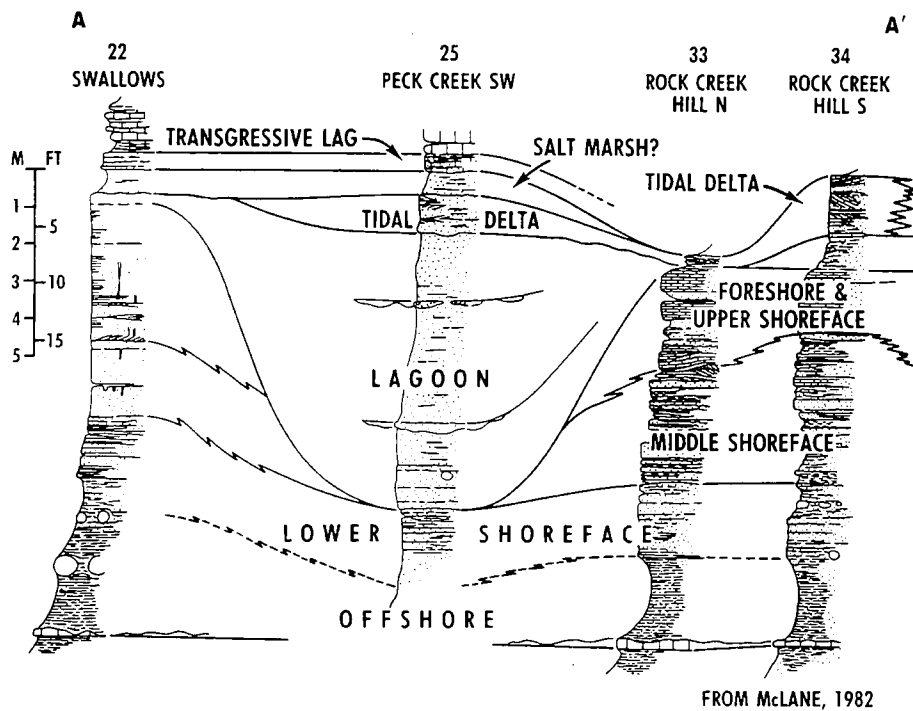 A
A'
22
SWALLOWS
25
PECK CREEK SW
33
ROCK CREEK
HILL N
34
ROCK CREEK
HILL S
TRANSGRESSIVE LAG
SALT MARSH?
TIDAL DELTA
M FT
1
5
2
3 10
4
15
5
TIDAL DELTA
FORESHORE &
UPPER SHOREFACE
LAGOON
MIDDLE SHOREFACE
LOWER SHOREFACE
OFFSHORE
FROM McLANE, 1982